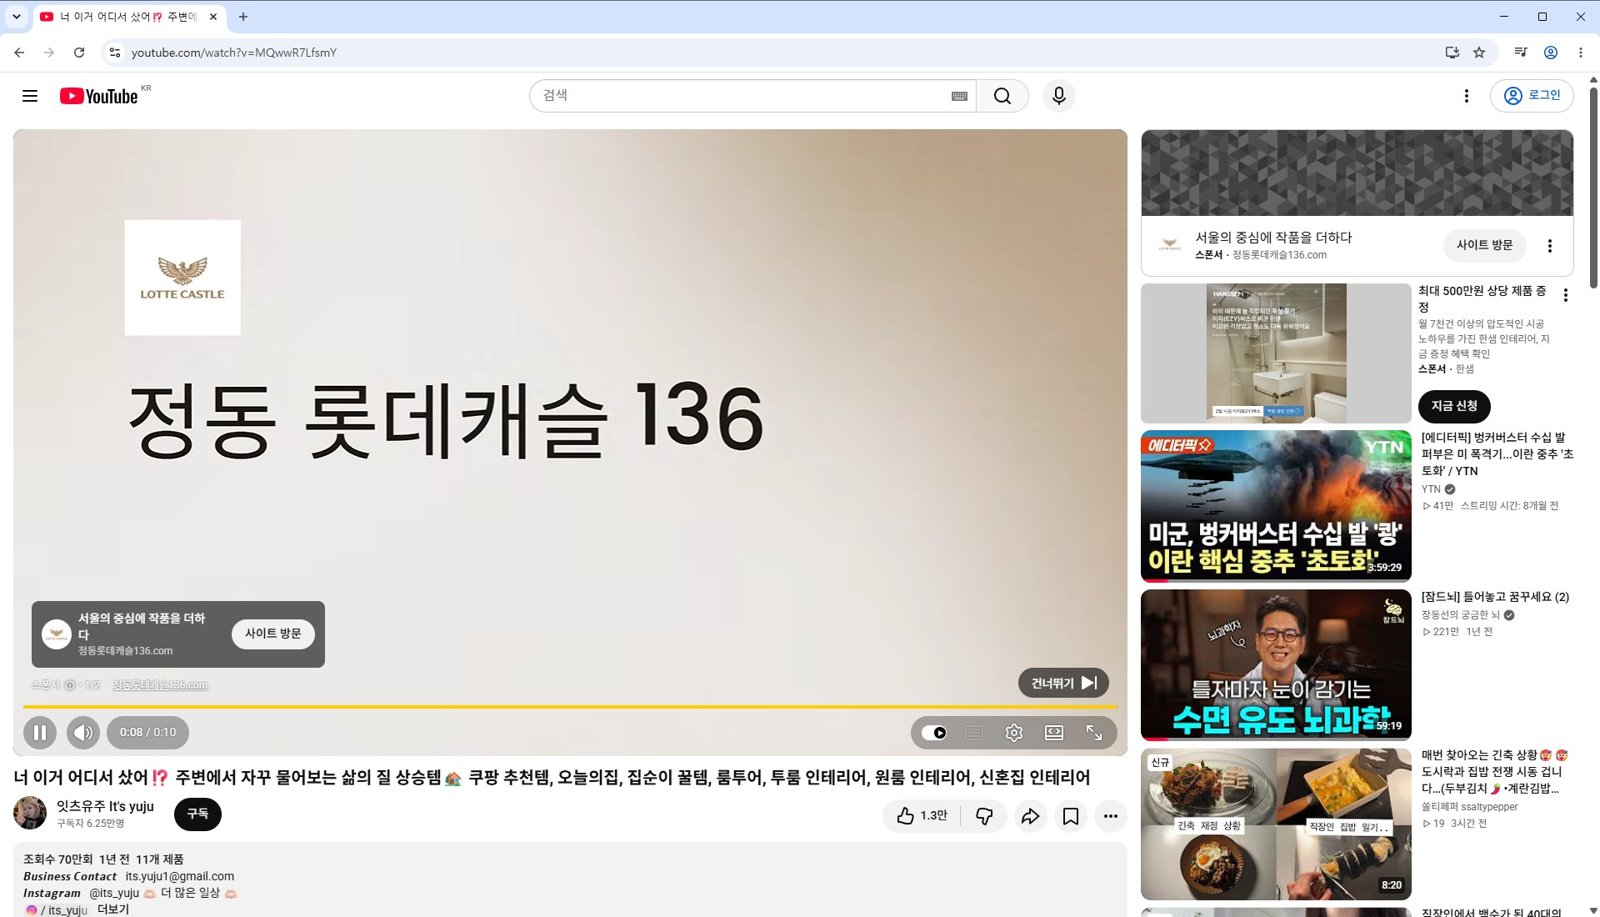 너 이거 어디서 샀어⁉️ 주변에
youtube.com/watch?v=MQwwR7LfsmY
YouTube KR
검색
로그인
LOTTE CASTLE
정동 롯데캐슬 136
서울의 중심에 작품을 더하
다
정동롯데캐슬136.com
사이트 방문
스폰서 · 1/2 정동롯데캐슬136.com
건너뛰기
0:08 / 0:10
너 이거 어디서 샀어⁉️ 주변에서 자꾸 물어보는 삶의 질 상승템🏠 쿠팡 추천템, 오늘의집, 집순이 꿀템, 룸투어, 투룸 인테리어, 원룸 인테리어, 신혼집 인테리어
잇츠유주 It's yuju
구독자 6.25만명
구독
1.3만
조회수 70만회 1년 전 11개 제품
Business Contact its.yuju1@gmail.com
Instagram @its_yuju 🫶🏻 더 많은 일상 🫶🏻
/ its_yuju 더보기
서울의 중심에 작품을 더하다
스폰서 · 정동롯데캐슬136.com
사이트 방문
HANSSEM
최대 500만원 상당 제품 증
정
월 7천건 이상의 압도적인 시공
노하우를 가진 한샘 인테리어, 지
금 증정 혜택 확인
스폰서 · 한샘
지금 신청
에디터픽
YTN
미군, 벙커버스터 수십 발 '쾅'
이란 핵심 중추 '초토화'
3:59:29
[에디터픽] 벙커버스터 수십 발
퍼부은 미 폭격기...이란 중추 '초
토화' / YTN
YTN
41만 스트리밍 시간: 8개월 전
뇌과학자
잠드뇌
틀자마자 눈이 감기는
수면 유도 뇌과학
59:19
[잠드뇌] 틀어놓고 꿈꾸세요 (2)
장동선의 궁금한 뇌
221만 1년 전
신규
긴축 재정 상황
직장인 집밥 일기..
8:20
매번 찾아오는 긴축 상황
도시락과 집밥 전쟁 시동 겁니
다...(두부김치🌶️•계란김밥...
쏠티페퍼 ssaltypepper
19 3시간 전
직장인에서 백수가 된 40대의